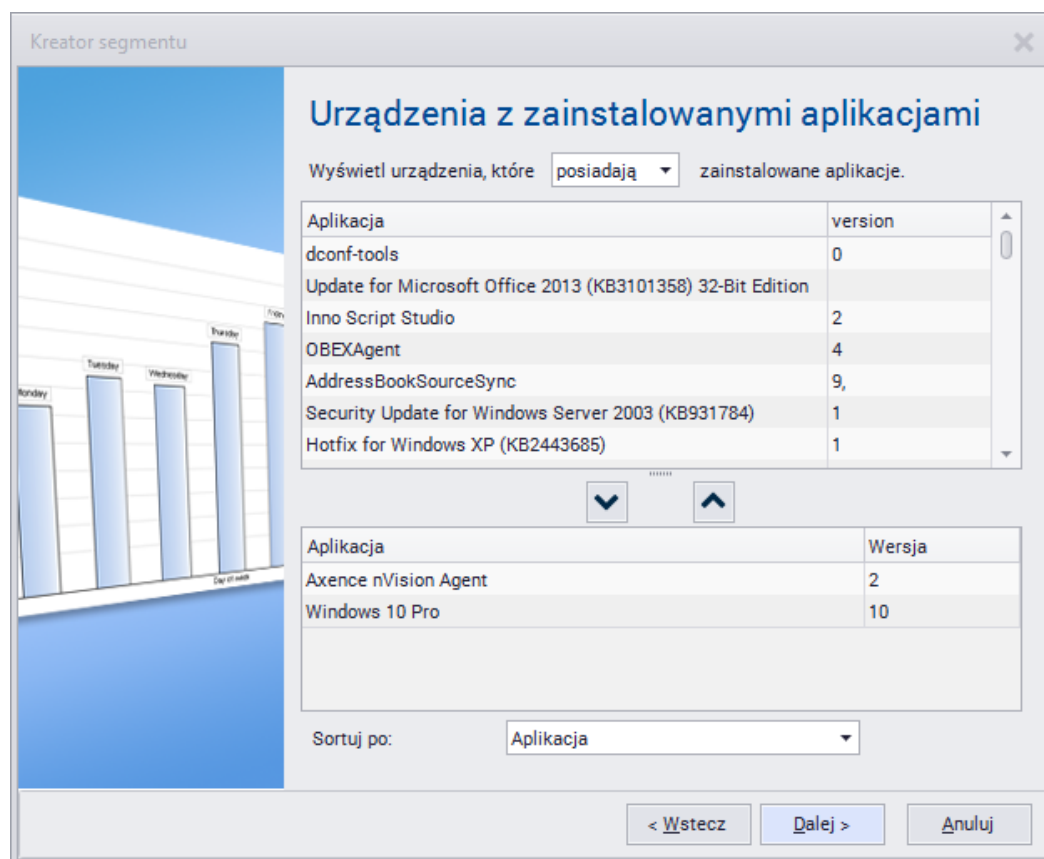 Kreator segmentu
Urządzenia z zainstalowanymi aplikacjami
Wyświetl urządzenia, które posiadają zainstalowane aplikacje.
Aplikacja version
dconf-tools 0
Update for Microsoft Office 2013 (KB3101358) 32-Bit Edition
Inno Script Studio 2
OBEXAgent 4
AddressBookSourceSync 9,
Security Update for Windows Server 2003 (KB931784) 1
Hotfix for Windows XP (KB2443685) 1
Thursday
Tuesday
Wednesday
Monday
Day of week
Aplikacja Wersja
Axence nVision Agent 2
Windows 10 Pro 10
Sortuj po: Aplikacja
< Wstecz Dalej > Anuluj